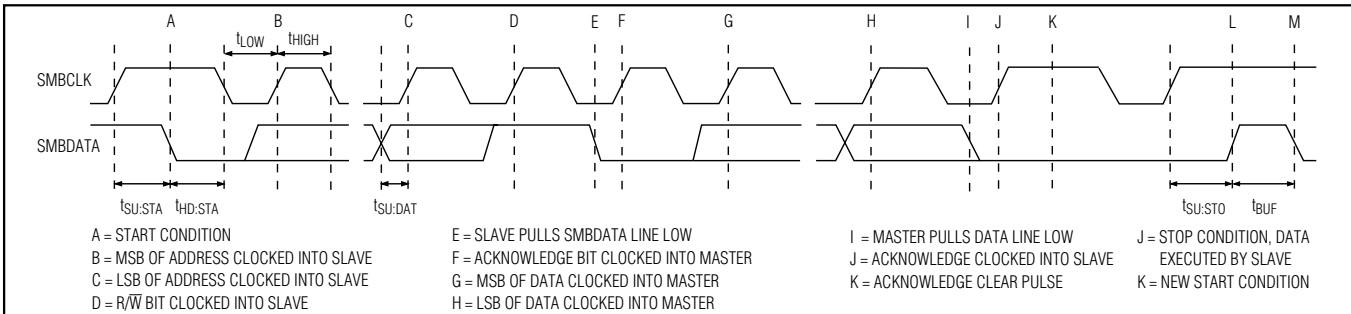 A B C D E F G H I J K L M
tLOW tHIGH
SMBCLK
SMBDATA
tSU:STA tHD:STA tSU:DAT tSU:STO tBUF
A = START CONDITION
B = MSB OF ADDRESS CLOCKED INTO SLAVE
C = LSB OF ADDRESS CLOCKED INTO SLAVE
D = R/W̅ BIT CLOCKED INTO SLAVE
E = SLAVE PULLS SMBDATA LINE LOW
F = ACKNOWLEDGE BIT CLOCKED INTO MASTER
G = MSB OF DATA CLOCKED INTO MASTER
H = LSB OF DATA CLOCKED INTO MASTER
I = MASTER PULLS DATA LINE LOW
J = ACKNOWLEDGE CLOCKED INTO SLAVE
K = ACKNOWLEDGE CLEAR PULSE
J = STOP CONDITION, DATA
EXECUTED BY SLAVE
K = NEW START CONDITION